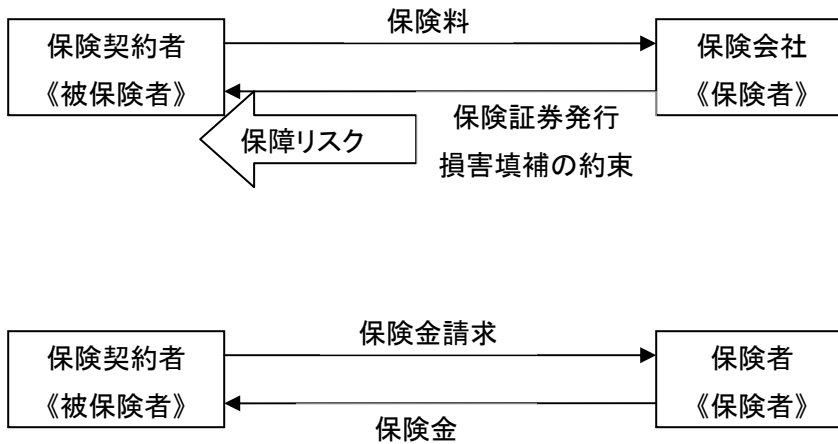 保険料
保険契約者
《被保険者》
保険会社
《保険者》
保障リスク
保険証券発行
損害填補の約束
保険金請求
保険契約者
《被保険者》
保険者
《保険者》
保険金